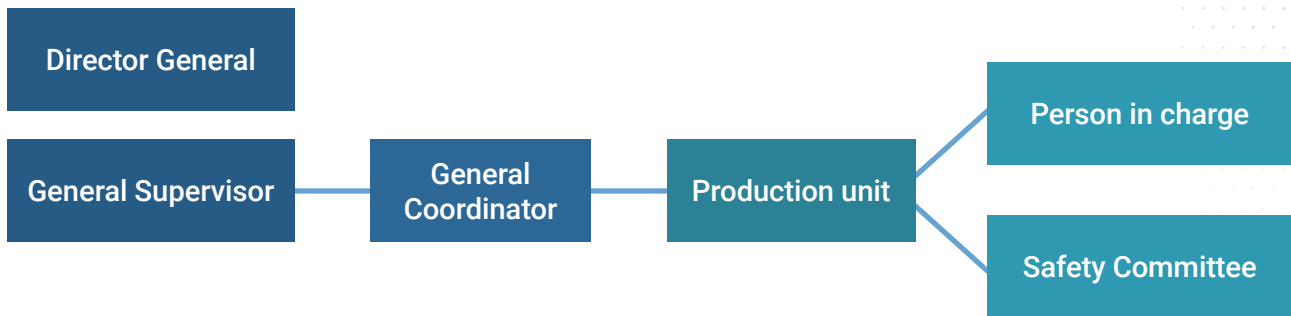 Director General
General Supervisor
General
Coordinator
Production unit
Person in charge
Safety Committee